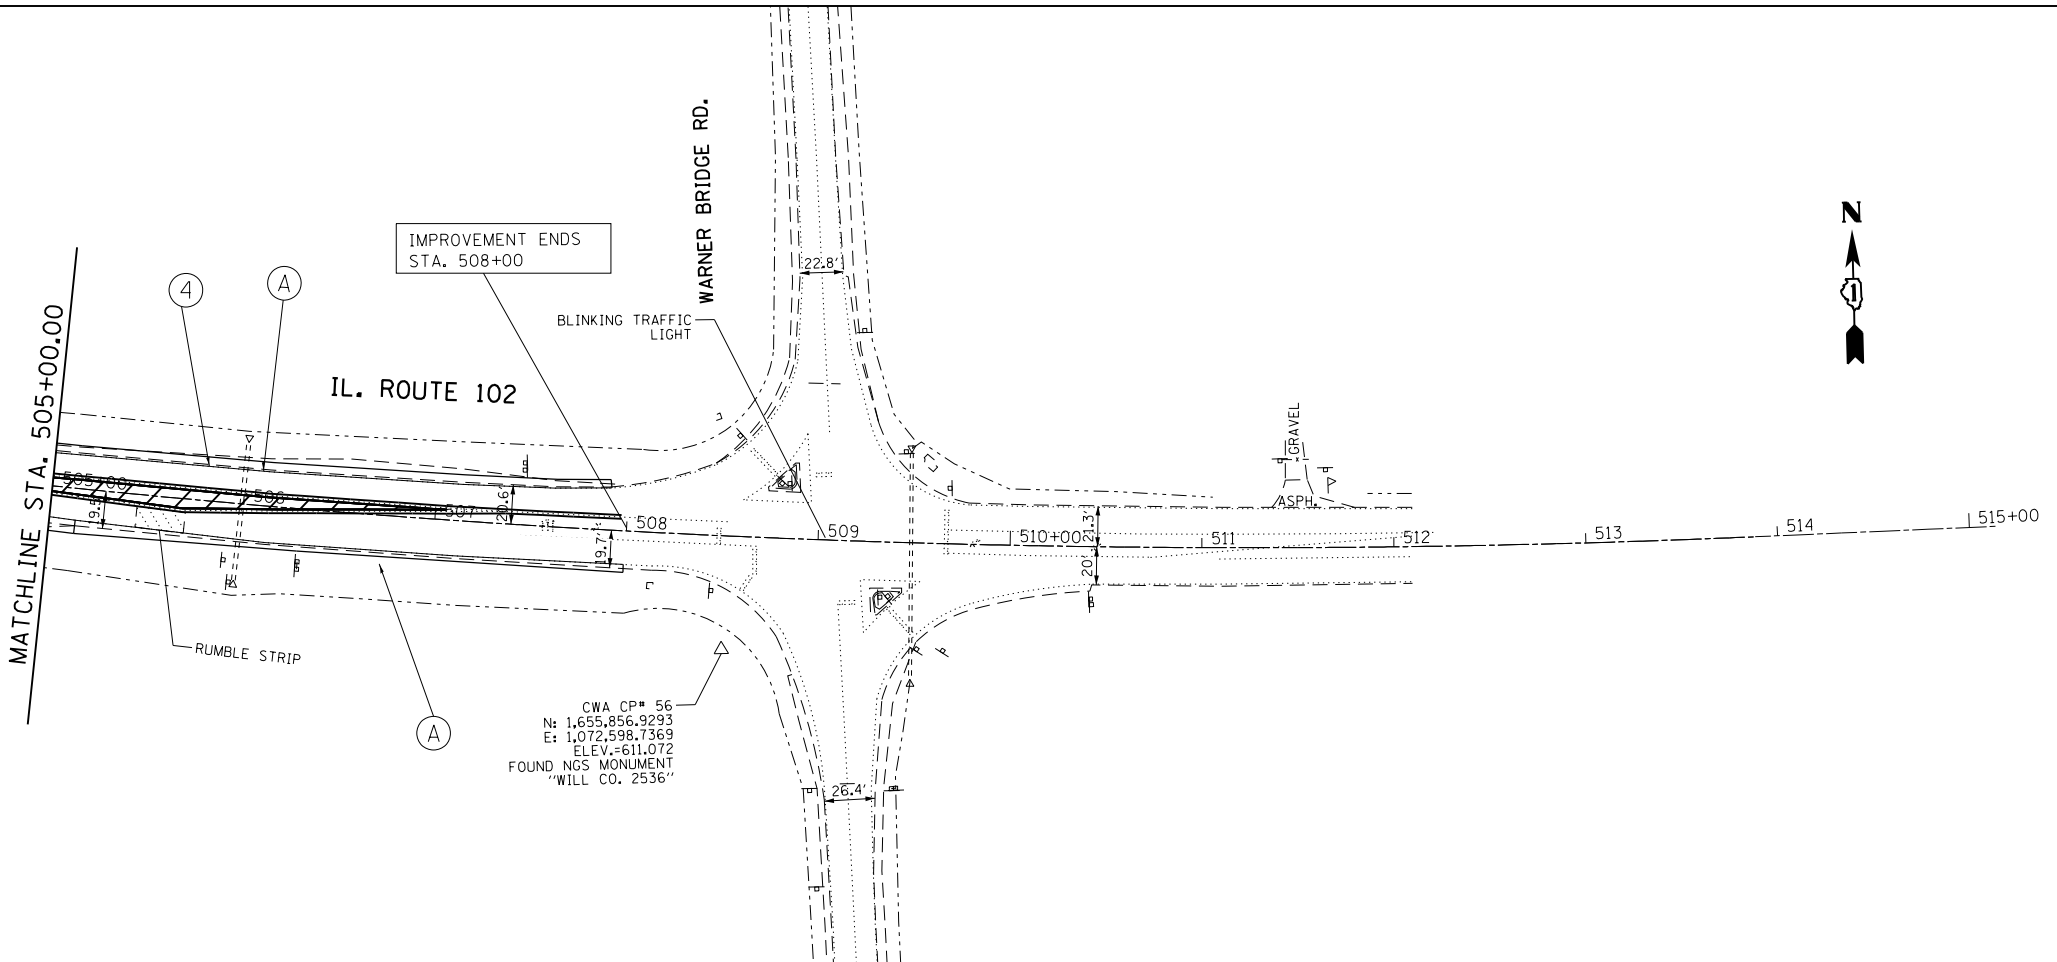 WARNER BRIDGE RD.
22.8'
N
1
IMPROVEMENT ENDS
STA. 508+00
4
A
BLINKING TRAFFIC
LIGHT
IL. ROUTE 102
MATCHLINE STA. 505+00.00
505+00
506
507
508
509
510+00
511
512
513
514
515+00
20.6'
19.7'
21.3'
20'
GRAVEL
ASPH.
RUMBLE STRIP
A
CWA CP# 56
N: 1,655,856.9293
E: 1,072,598.7369
ELEV.=611.072
FOUND NGS MONUMENT
"WILL CO. 2536"
26.4'